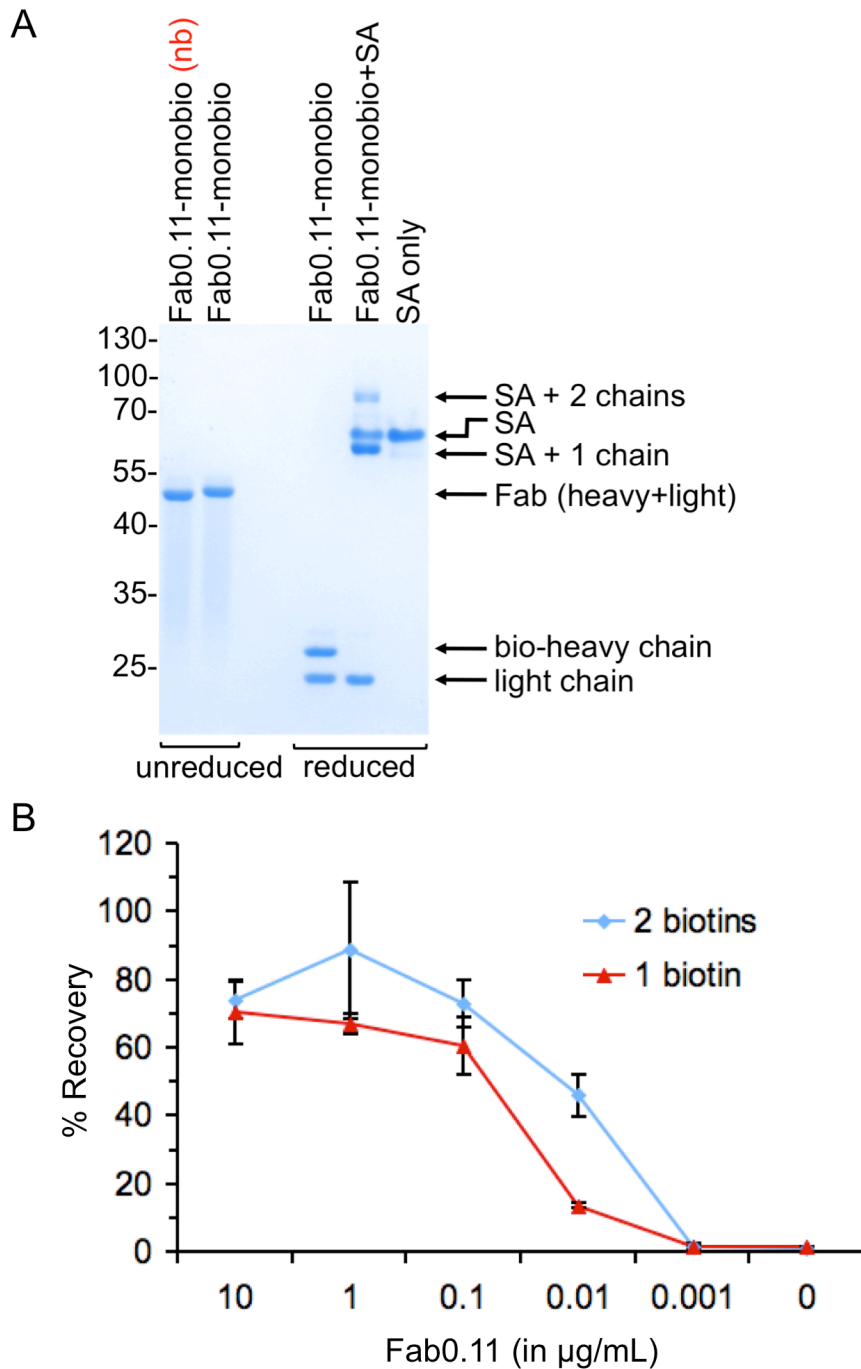 A
Fab0.11-monobio (nb)
Fab0.11-monobio
Fab0.11-monobio
Fab0.11-monobio+SA
SA only
130-
100-
70-
55-
40-
35-
25-
SA + 2 chains
SA
SA + 1 chain
Fab (heavy+light)
bio-heavy chain
light chain
unreduced
reduced
B
120
100
80
60
40
20
0
% Recovery
2 biotins
1 biotin
10 1 0.1 0.01 0.001 0
Fab0.11 (in µg/mL)